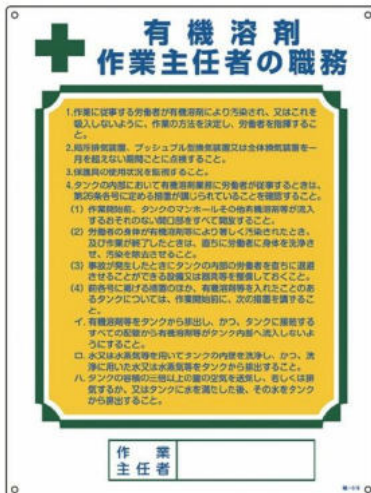 有機溶剤
作業主任者の職務
1.作業に従事する労働者が有機溶剤により汚染され、又はこれを
吸入しないように、作業の方法を決定し、労働者を指揮するこ
と。
2.局所排気装置、プッシュプル型換気装置又は全体換気装置を一
月を超えない期間ごとに点検すること。
3.保護具の使用状況を監視すること。
4.タンクの内部において有機溶剤業務に労働者が従事するときは、
第26条各号に定める措置が講じられていることを確認すること。
(1) 作業開始前、タンクのマンホールその他有機溶剤等が流入
するおそれのない開口部をすべて開放すること。
(2) 労働者の身体が有機溶剤等により著しく汚染されたとき、
及び作業が終了したときは、直ちに労働者に身体を洗浄さ
せ、汚染を除去させること。
(3) 事故が発生したときにタンクの内部の労働者を直ちに退避
させることができる設備又は器具等を整備しておくこと。
(4) 前各号に掲げる措置のほか、有機溶剤等を入れたことのあ
るタンクについては、作業開始前に、次の措置を講ずるこ
と。
イ.有機溶剤等をタンクから排出し、かつ、タンクに接続する
すべての配管から有機溶剤等がタンク内部へ流入しないよ
うにすること。
ロ.水又は水蒸気等を用いてタンクの内壁を洗浄し、かつ、洗
浄に用いた水又は水蒸気等をタンクから排出すること。
ハ.タンクの容積の三倍以上の量の空気を送気し、若しくは排
気するか、又はタンクに水を満たした後、その水をタンク
から排出すること。
作業
主任者